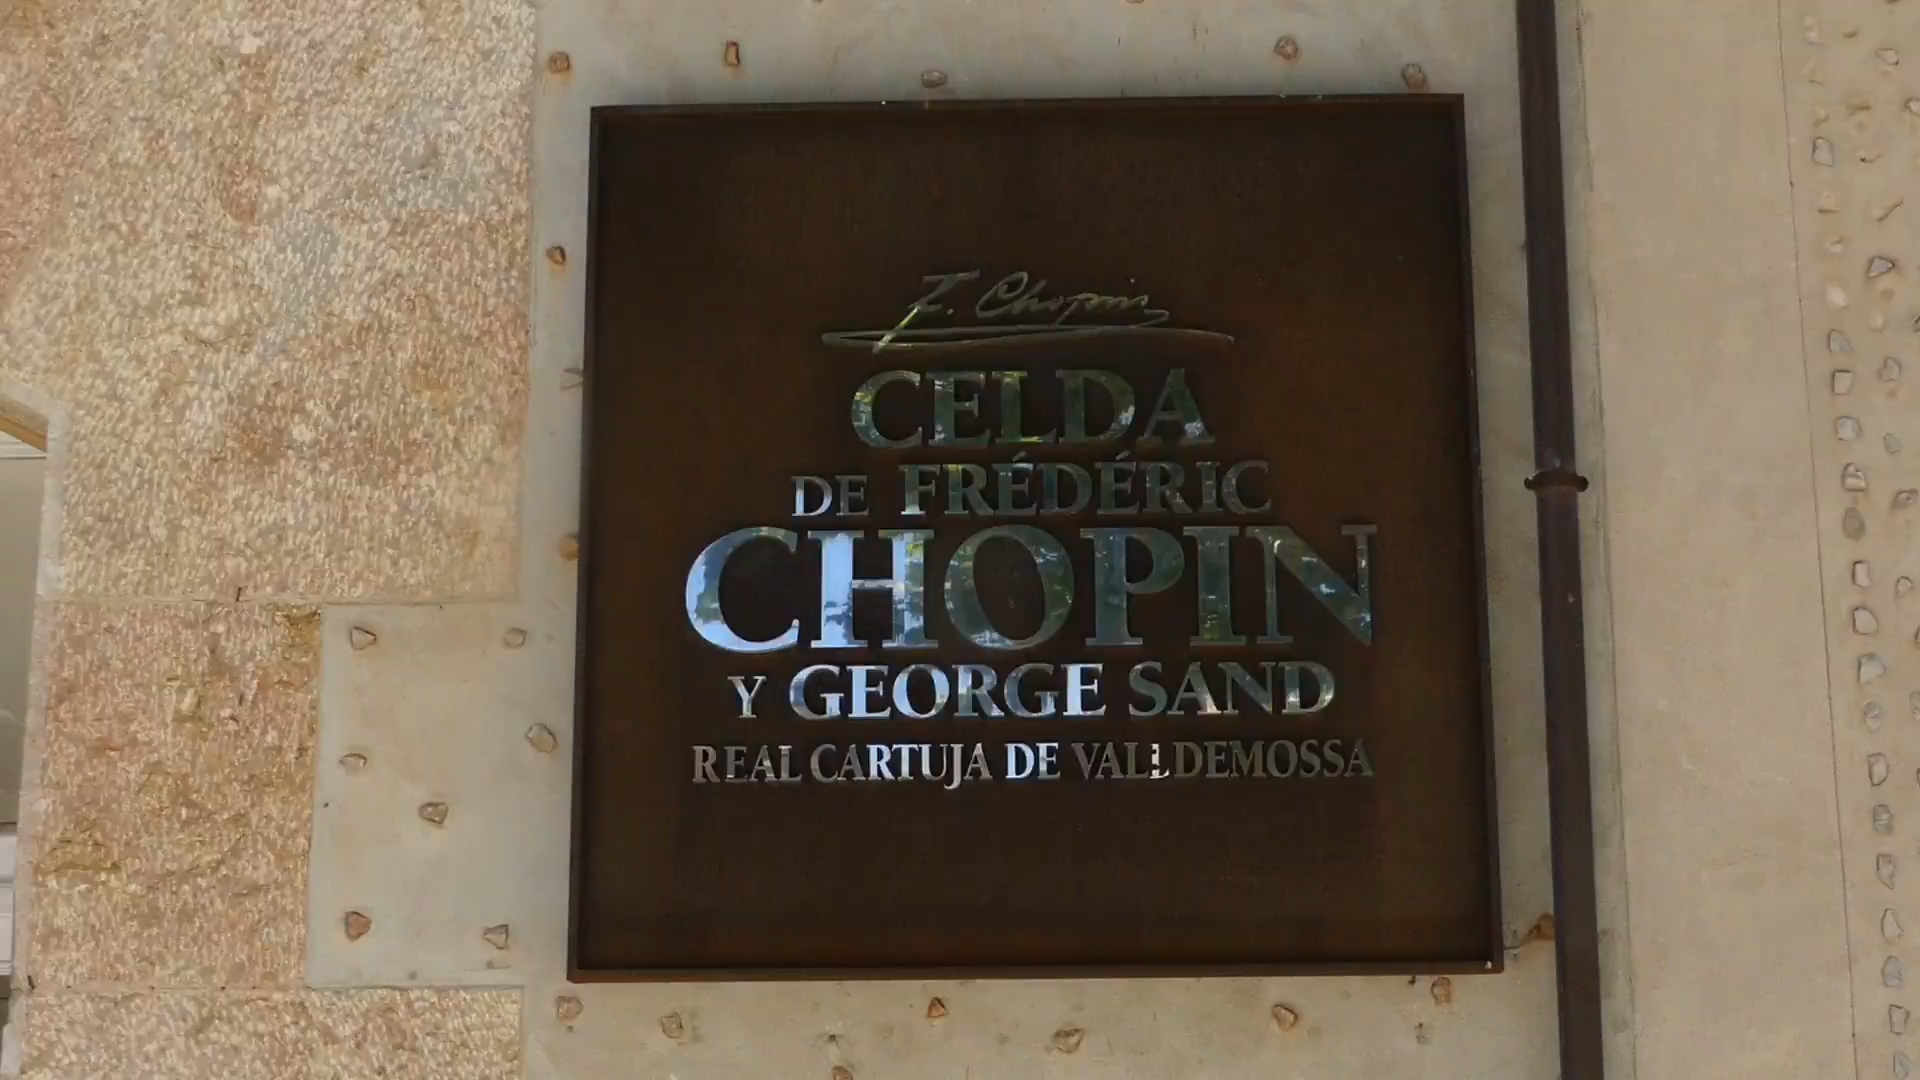 F. Chopin
CELDA
DE FRÉDÉRIC
CHOPIN
Y GEORGE SAND
REAL CARTUJA DE VALLDEMOSSA